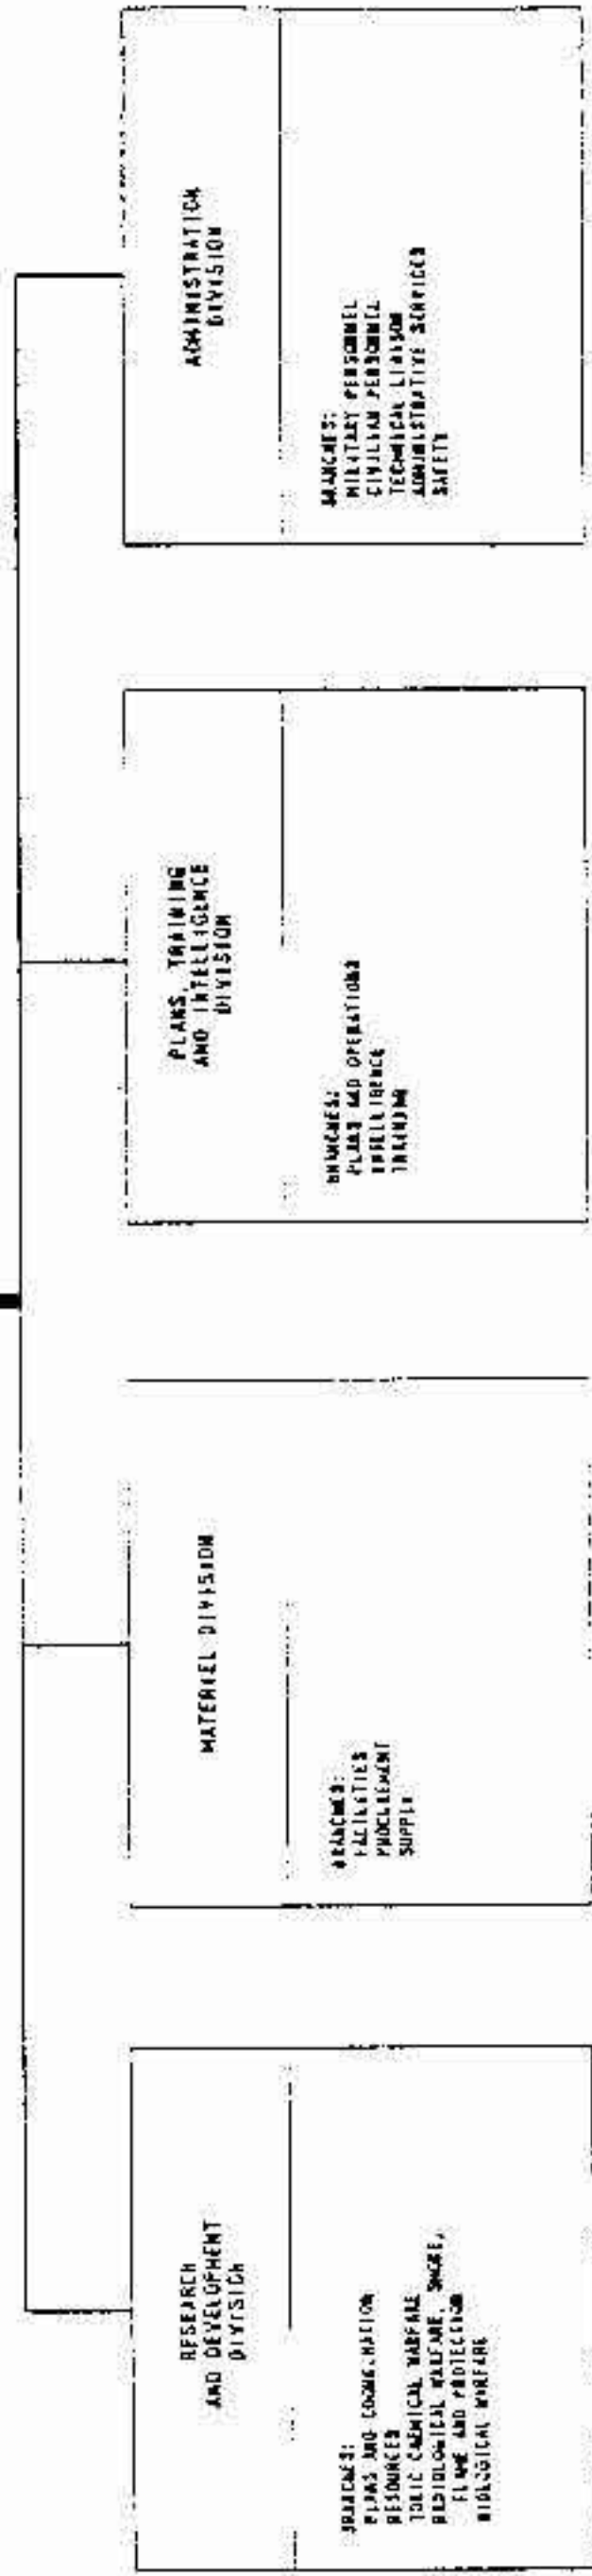 RESEARCH
AND DEVELOPMENT
DIVISION
BRANCHES:
PLANS AND COORDINATION
RESOURCES
TOXIC CHEMICAL WARFARE
RADIOLOGICAL WARFARE, SMOKE,
FLAME AND PROTECTION
BIOLOGICAL WARFARE
MATERIEL DIVISION
BRANCHES:
FACILITIES
PROCUREMENT
SUPPLY
PLANS, TRAINING
AND INTELLIGENCE
DIVISION
BRANCHES:
PLANS AND OPERATIONS
INTELLIGENCE
TRAINING
ADMINISTRATION
DIVISION
BRANCHES:
MILITARY PERSONNEL
CIVILIAN PERSONNEL
TECHNICAL LIAISON
ADMINISTRATIVE SERVICES
SAFETY